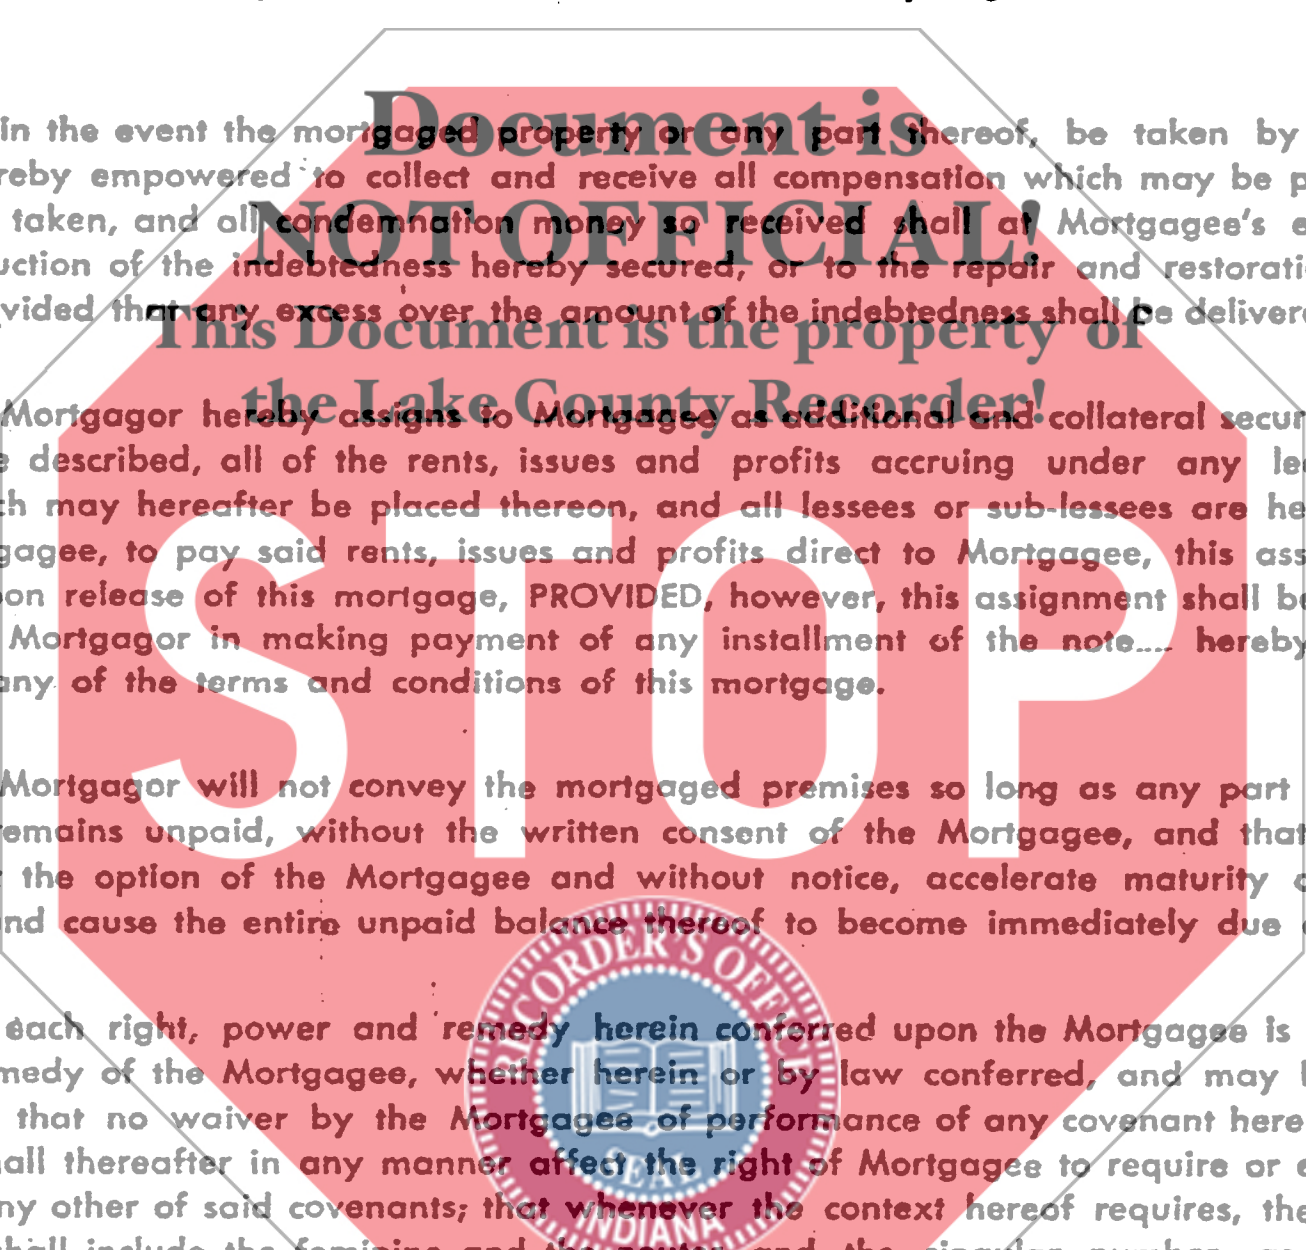 Document is
NOT OFFICIAL!
This Document is the property of
the Lake County Recorder!
STOP
RECORDER'S OFFICE
SEAL
INDIANA
in the event the mortgaged property or any part thereof, be taken by
reby empowered to collect and receive all compensation which may be p
taken, and all condemnation money so received shall at Mortgagee's e
uction of the indebtedness hereby secured, or to the repair and restorati
vided that any excess over the amount of the indebtedness shall be delivere
Mortgagor hereby assigns to Mortgagee as additional and collateral secur
e described, all of the rents, issues and profits accruing under any le
ch may hereafter be placed thereon, and all lessees or sub-lessees are he
gagee, to pay said rents, issues and profits direct to Mortgagee, this ass
on release of this mortgage, PROVIDED, however, this assignment shall be
Mortgagor in making payment of any installment of the note.... hereby
any of the terms and conditions of this mortgage.
Mortgagor will not convey the mortgaged premises so long as any part
remains unpaid, without the written consent of the Mortgagee, and that
the option of the Mortgagee and without notice, accelerate maturity o
nd cause the entire unpaid balance thereof to become immediately due
each right, power and remedy herein conferred upon the Mortgagee is
medy of the Mortgagee, whether herein or by law conferred, and may
that no waiver by the Mortgagee of performance of any covenant here
all thereafter in any manner affect the right of Mortgagee to require or e
ny other of said covenants; that whenever the context hereof requires, the
shall include the feminine and the neuter and the singular number